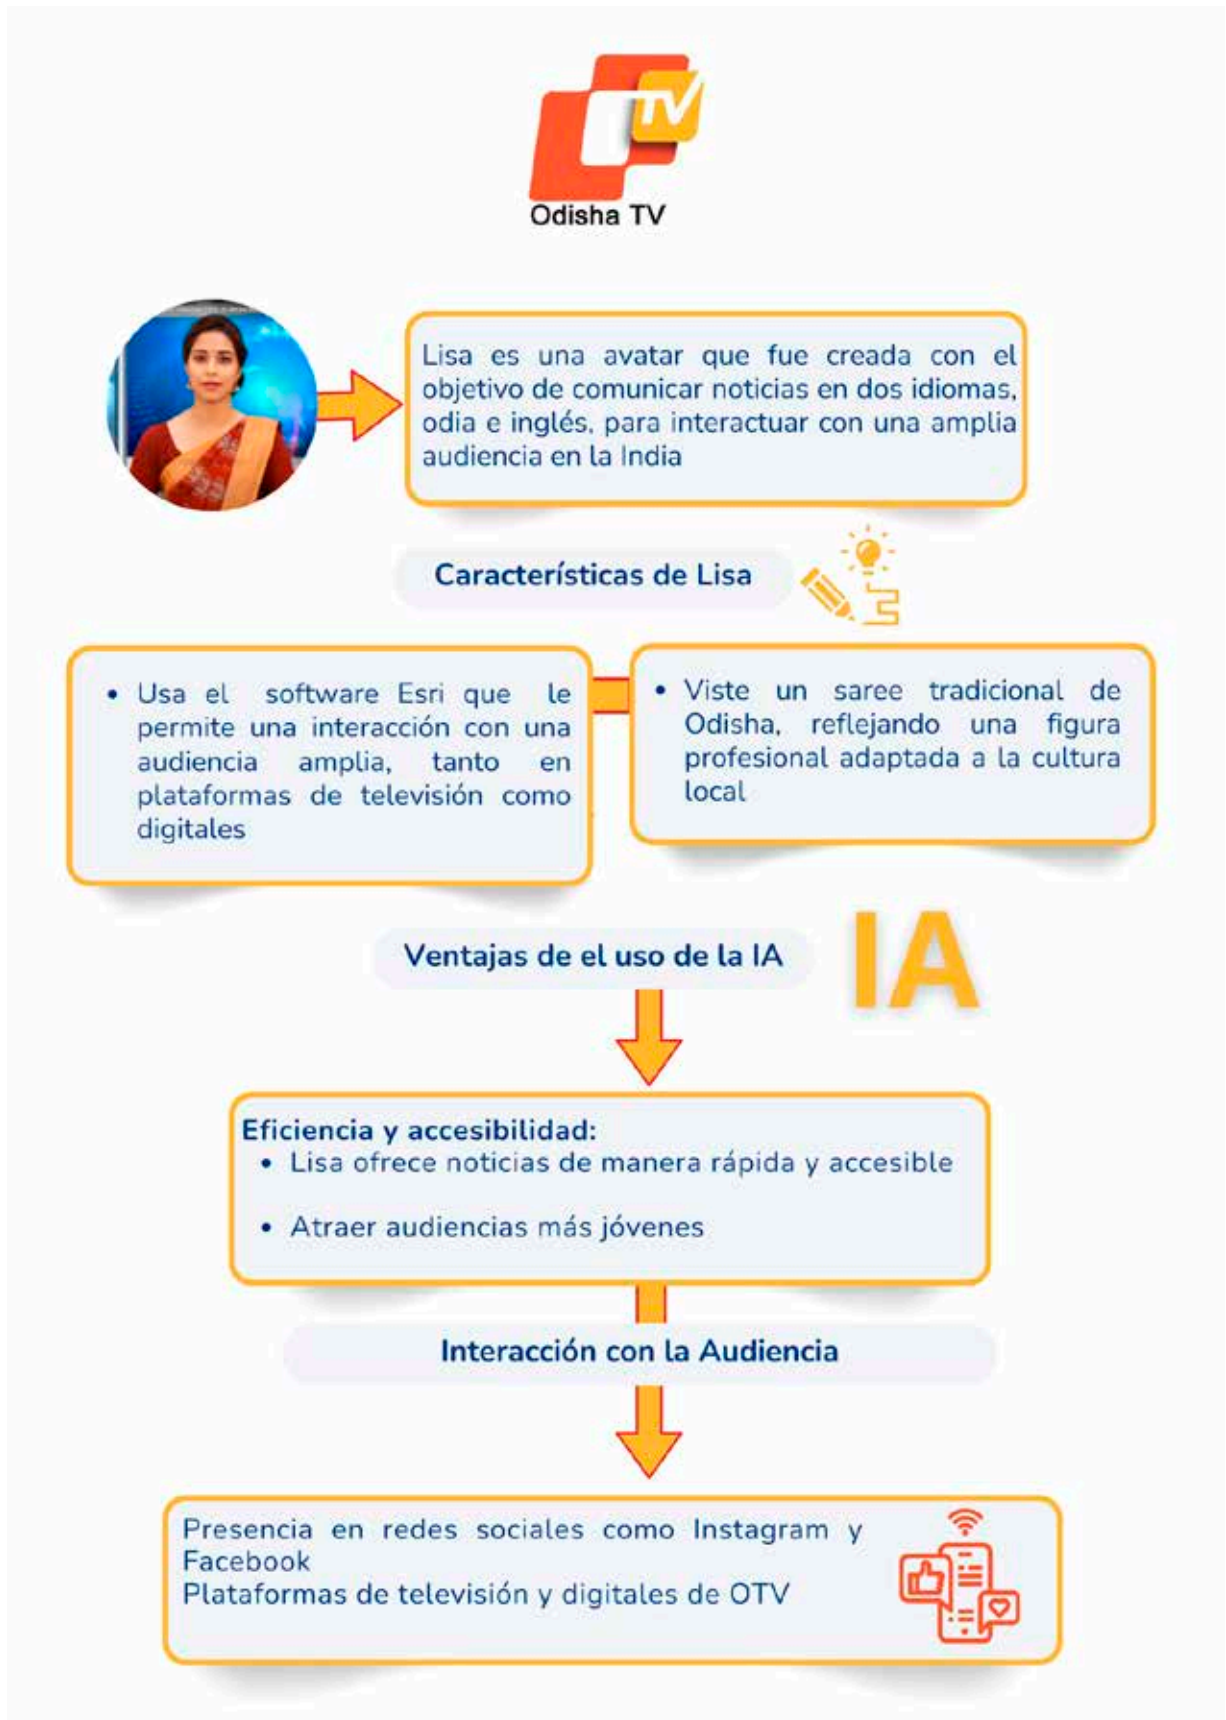 TV
Odisha TV
Lisa es una avatar que fue creada con el
objetivo de comunicar noticias en dos idiomas,
odia e inglés, para interactuar con una amplia
audiencia en la India
Características de Lisa
• Usa el software Esri que le
permite una interacción con una
audiencia amplia, tanto en
plataformas de televisión como
digitales
• Viste un saree tradicional de
Odisha, reflejando una figura
profesional adaptada a la cultura
local
Ventajas de el uso de la IA
IA
Eficiencia y accesibilidad:
• Lisa ofrece noticias de manera rápida y accesible
• Atraer audiencias más jóvenes
Interacción con la Audiencia
Presencia en redes sociales como Instagram y
Facebook
Plataformas de televisión y digitales de OTV